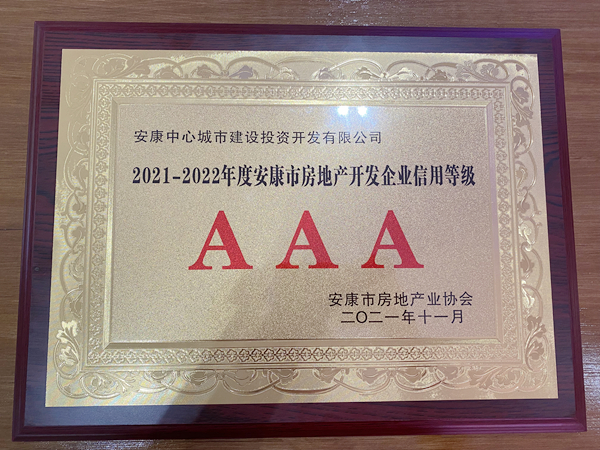 安康中心城市建设投资开发有限公司
2021-2022年度安康市房地产开发企业信用等级
AAA
安康市房地产业协会
二〇二一年十一月